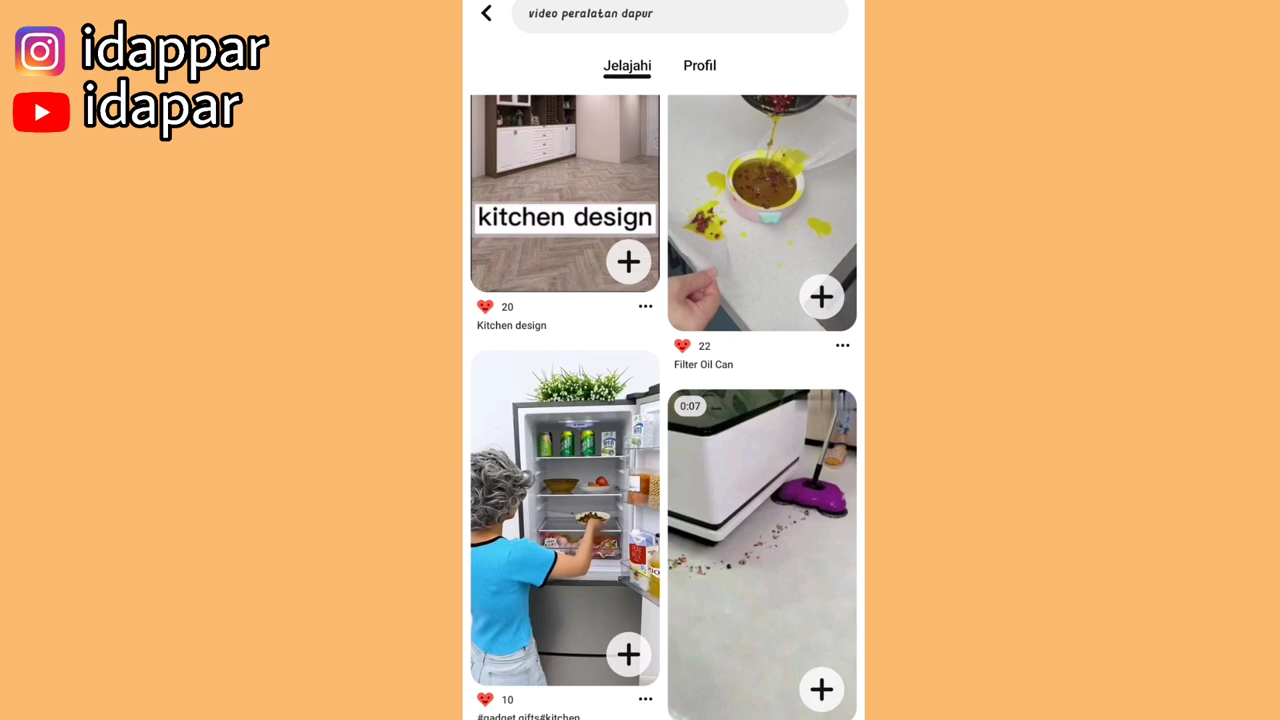 idappar
idapar
video peralatan dapur
Jelajahi
Profil
kitchen design
20
Kitchen design
22
Filter Oil Can
0:07
10
#gadget gifts#kitchen